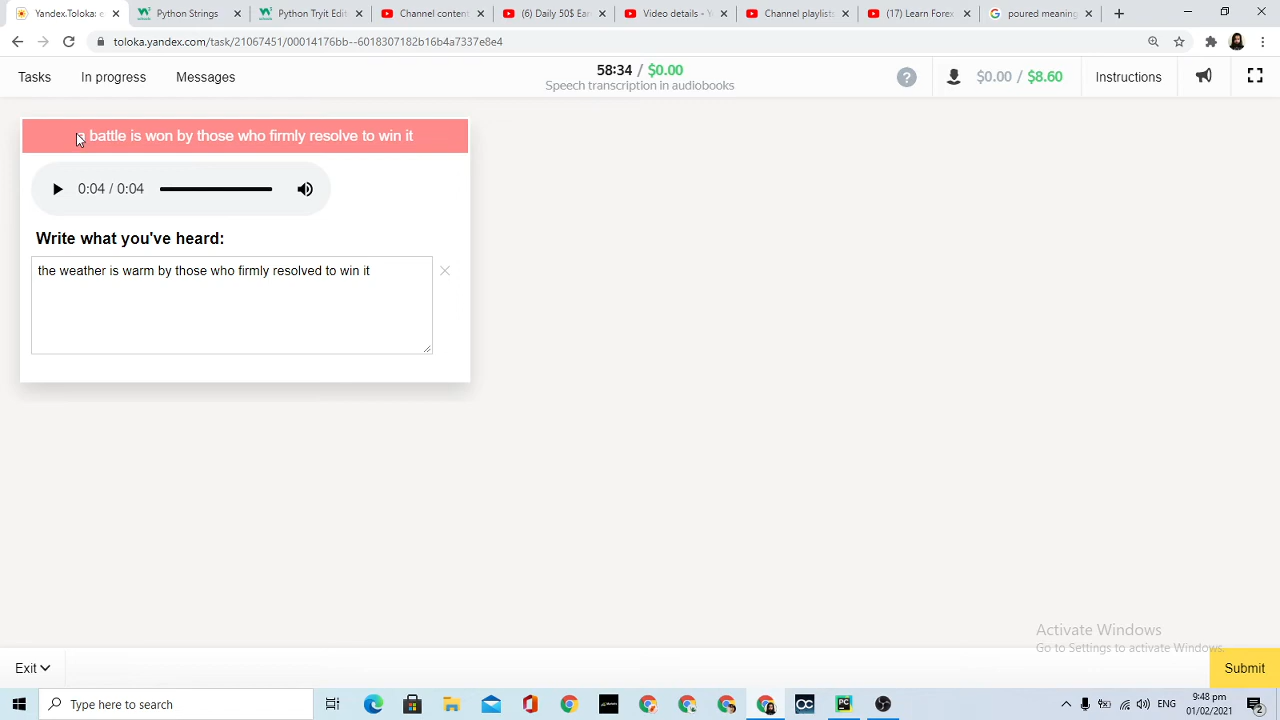 Yandex.Toloka:
Python Strings
Python Tryit Edit
Channel content
(6) Daily 50$ Ear
Video details - Y
Channel playlists
(17) Learn Forex
poured meaning
toloka.yandex.com/task/21067451/00014176bb--6018307182b16b4a7337e8e4
Tasks
In progress
Messages
58:34 / $0.00
Speech transcription in audiobooks
$0.00 / $8.60
Instructions
battle is won by those who firmly resolve to win it
0:04 / 0:04
Write what you've heard:
the weather is warm by those who firmly resolved to win it
Activate Windows
Go to Settings to activate Windows.
Exit
Submit
Type here to search
ENG
9:48 pm
01/02/2021
2